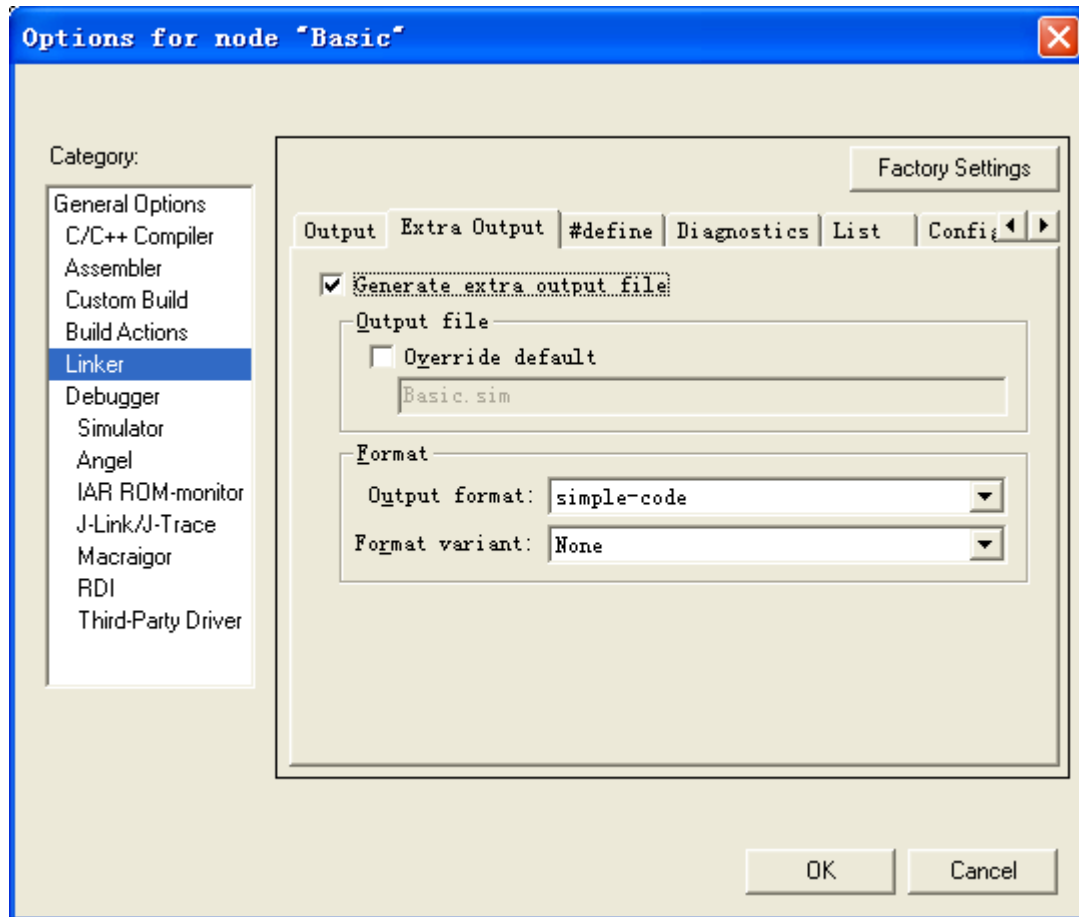 Options for node "Basic"
Category:
Factory Settings
General Options
C/C++ Compiler
Assembler
Custom Build
Build Actions
Linker
Debugger
Simulator
Angel
IAR ROM-monitor
J-Link/J-Trace
Macraigor
RDI
Third-Party Driver
Output Extra Output #define Diagnostics List Config
Generate extra output file
Output file
Override default
Basic.sim
Format
Output format: simple-code
Format variant: None
OK Cancel